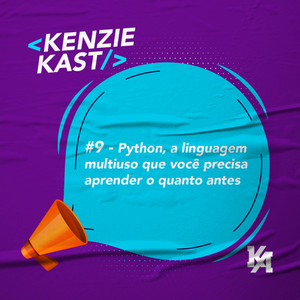 <KENZIE
KAST/>
#9 - Python, a linguagem
multiuso que você precisa
aprender o quanto antes
KA